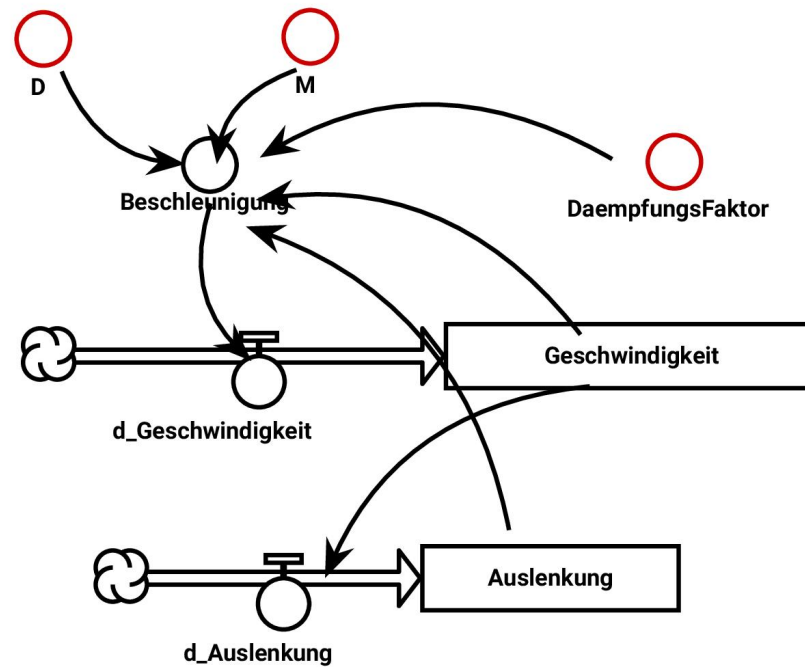 D
M
Beschleunigung
DaempfungsFaktor
Geschwindigkeit
d_Geschwindigkeit
Auslenkung
d_Auslenkung